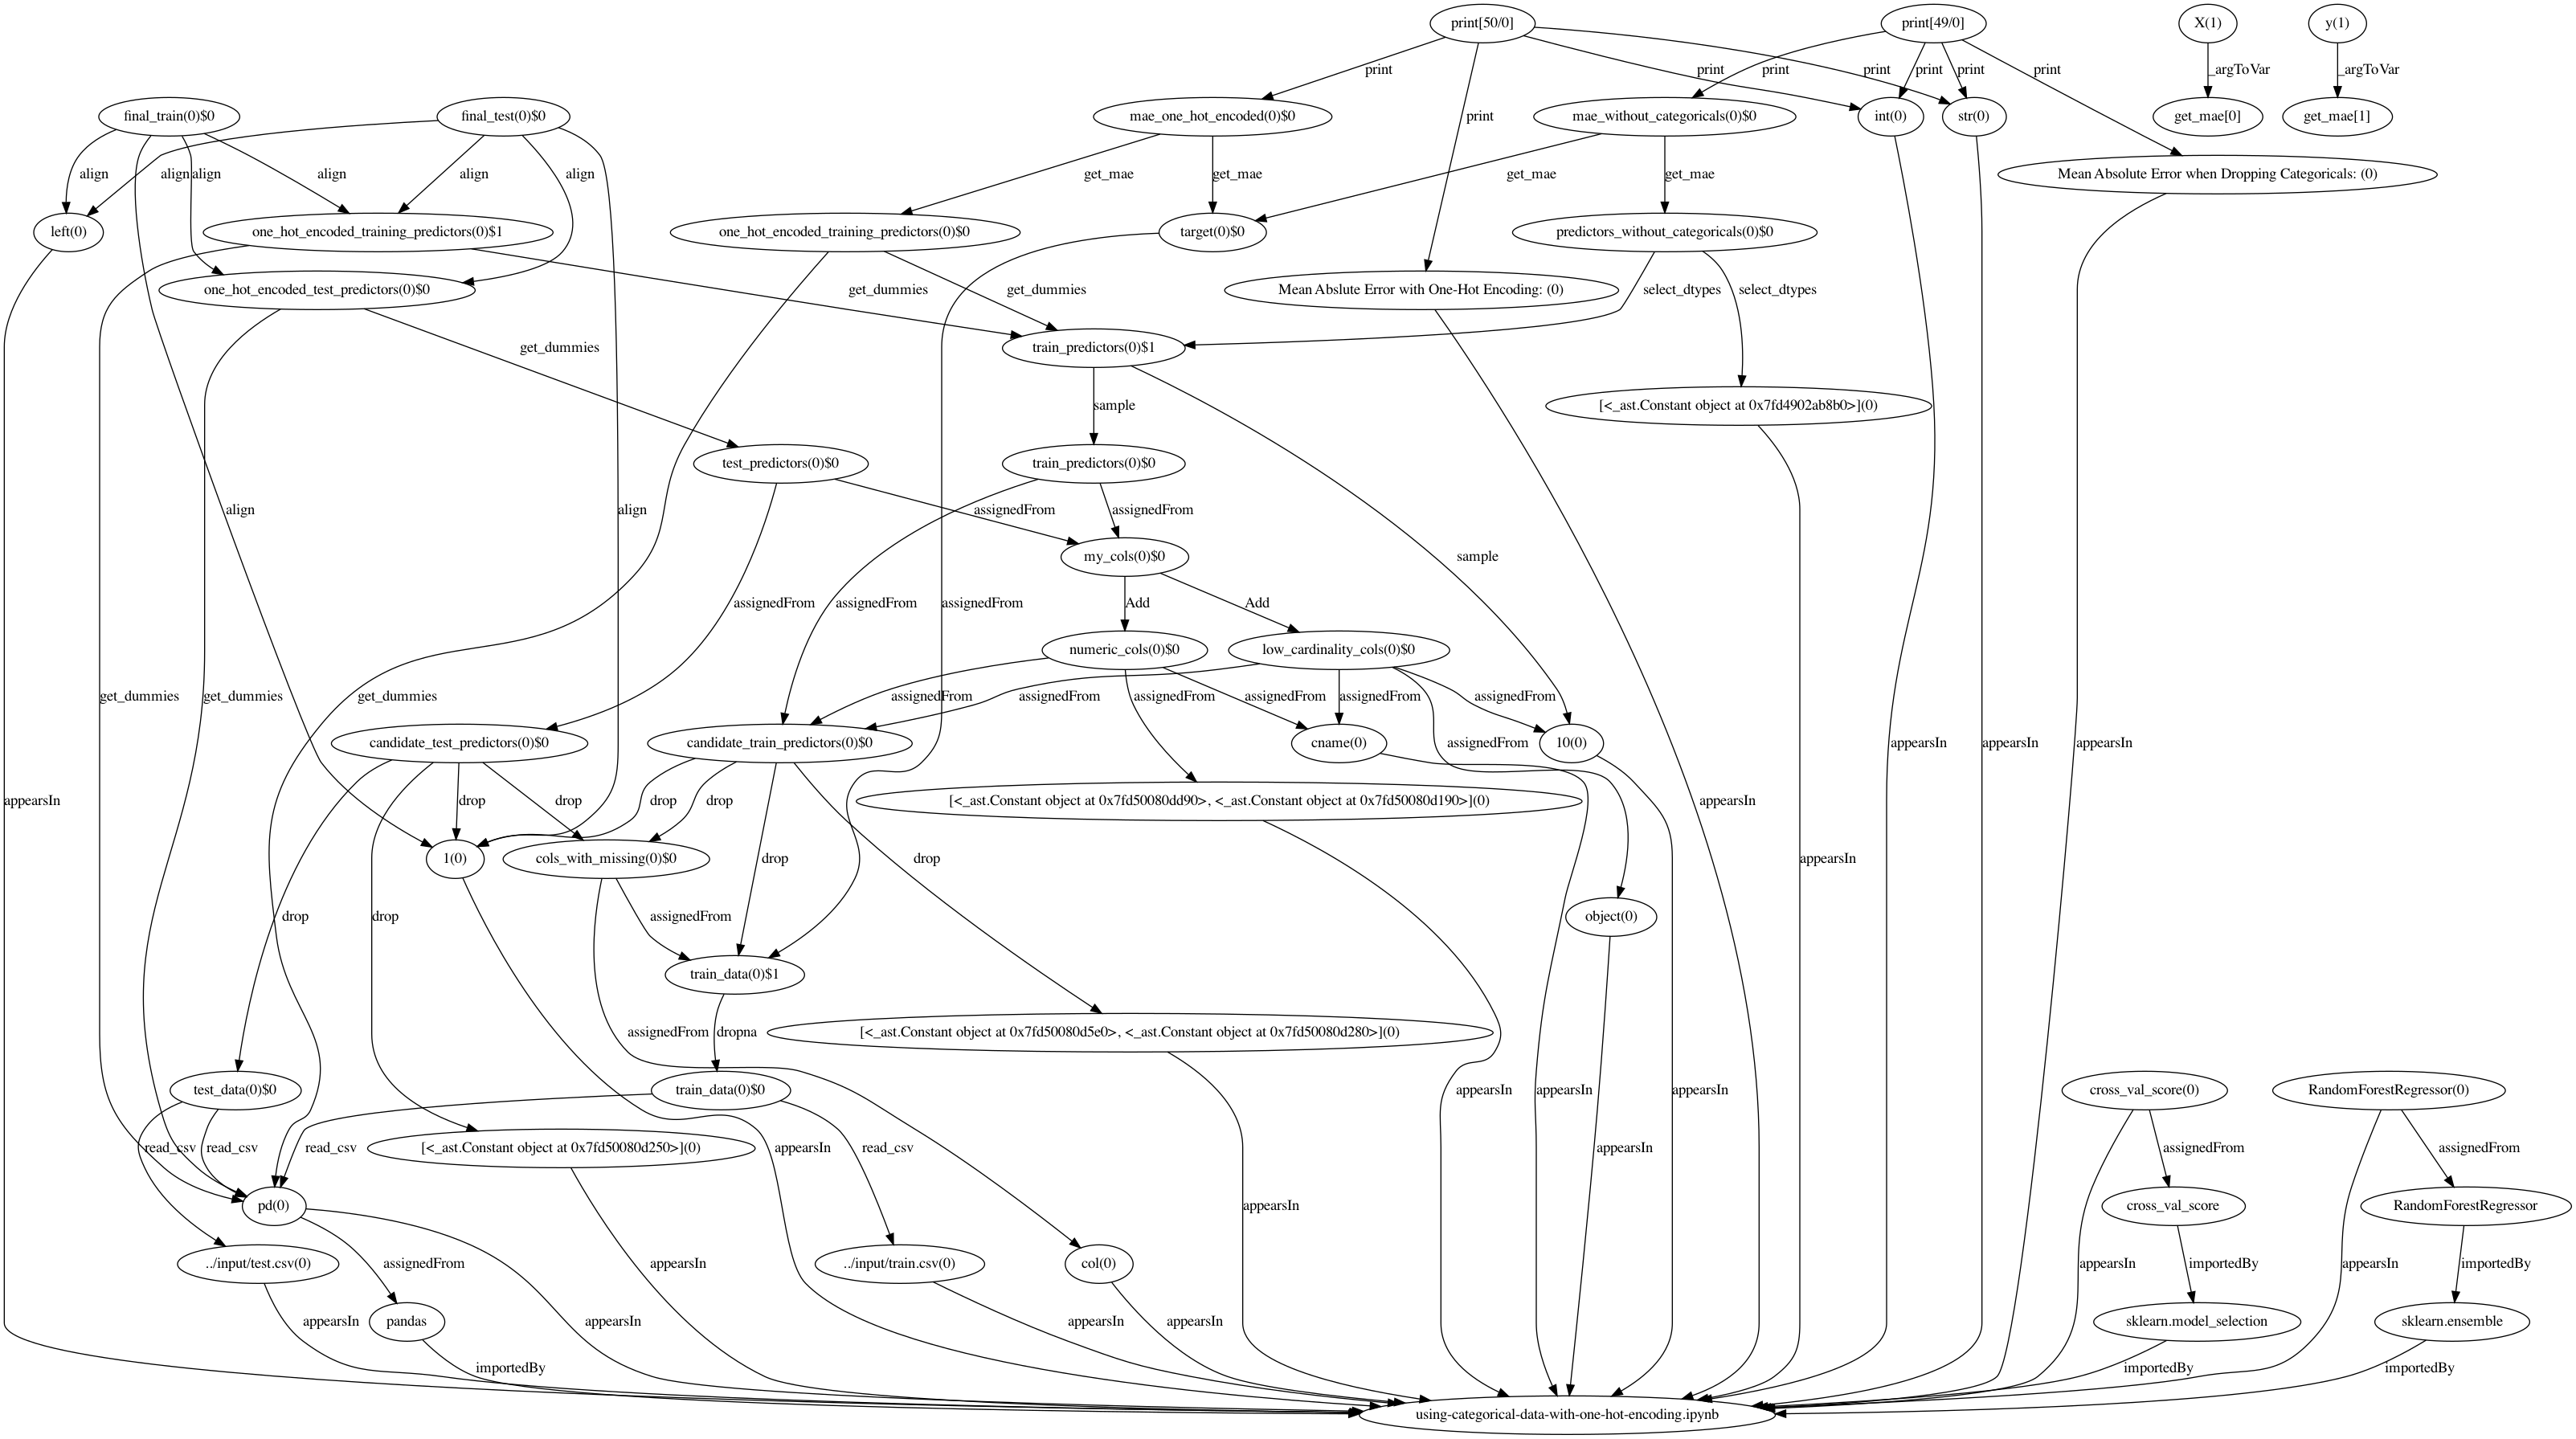 print[50/0]
print[49/0]
X(1)
y(1)
print
print
print
print
print
print
print
_argToVar
_argToVar
final_train(0)$0
final_test(0)$0
mae_one_hot_encoded(0)$0
mae_without_categoricals(0)$0
int(0)
str(0)
get_mae[0]
get_mae[1]
align
align
align
align
align
align
get_mae
get_mae
get_mae
get_mae
Mean Absolute Error when Dropping Categoricals: (0)
left(0)
one_hot_encoded_training_predictors(0)$1
one_hot_encoded_training_predictors(0)$0
target(0)$0
predictors_without_categoricals(0)$0
one_hot_encoded_test_predictors(0)$0
get_dummies
get_dummies
Mean Abslute Error with One-Hot Encoding: (0)
select_dtypes
select_dtypes
get_dummies
train_predictors(0)$1
sample
[<_ast.Constant object at 0x7fd4902ab8b0>](0)
test_predictors(0)$0
train_predictors(0)$0
align
align
assignedFrom
assignedFrom
my_cols(0)$0
sample
assignedFrom
assignedFrom
assignedFrom
Add
Add
numeric_cols(0)$0
low_cardinality_cols(0)$0
get_dummies
get_dummies
get_dummies
assignedFrom
assignedFrom
assignedFrom
assignedFrom
assignedFrom
assignedFrom
candidate_test_predictors(0)$0
candidate_train_predictors(0)$0
cname(0)
assignedFrom
10(0)
appearsIn
appearsIn
appearsIn
appearsIn
drop
drop
drop
drop
[<_ast.Constant object at 0x7fd50080dd90>, <_ast.Constant object at 0x7fd50080d190>](0)
appearsIn
1(0)
cols_with_missing(0)$0
drop
drop
appearsIn
drop
drop
assignedFrom
object(0)
train_data(0)$1
assignedFrom
dropna
[<_ast.Constant object at 0x7fd50080d5e0>, <_ast.Constant object at 0x7fd50080d280>](0)
test_data(0)$0
train_data(0)$0
appearsIn
appearsIn
appearsIn
cross_val_score(0)
RandomForestRegressor(0)
read_csv
read_csv
read_csv
[<_ast.Constant object at 0x7fd50080d250>](0)
appearsIn
read_csv
appearsIn
assignedFrom
assignedFrom
pd(0)
appearsIn
cross_val_score
RandomForestRegressor
../input/test.csv(0)
assignedFrom
appearsIn
../input/train.csv(0)
col(0)
appearsIn
importedBy
appearsIn
importedBy
appearsIn
pandas
appearsIn
appearsIn
appearsIn
sklearn.model_selection
sklearn.ensemble
importedBy
importedBy
importedBy
using-categorical-data-with-one-hot-encoding.ipynb